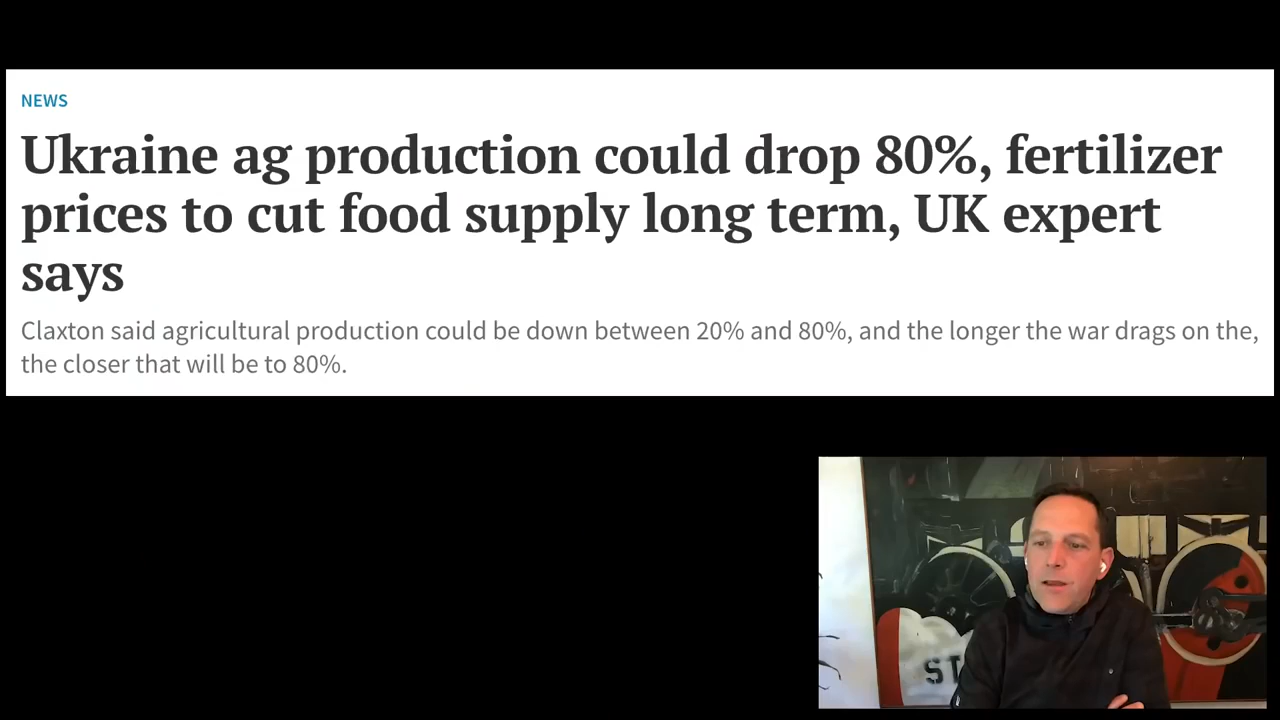 NEWS
Ukraine ag production could drop 80%, fertilizer
prices to cut food supply long term, UK expert
says
Claxton said agricultural production could be down between 20% and 80%, and the longer the war drags on the,
the closer that will be to 80%.
ST